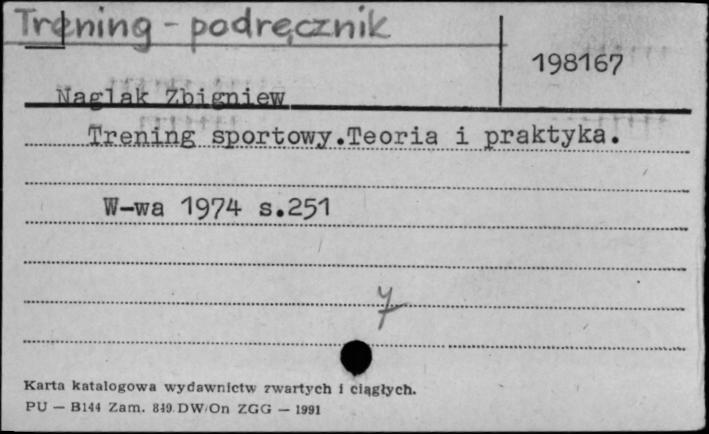 Trening - podręcznik
198167
Naglak Zbigniew
Trening sportowy.Teoria i praktyka.
W-wa 1974 s.251
7
Karta katalogowa wydawnictw zwartych i ciągłych.
PU — B144 Zam. 849 DW/On ZGG — 1991